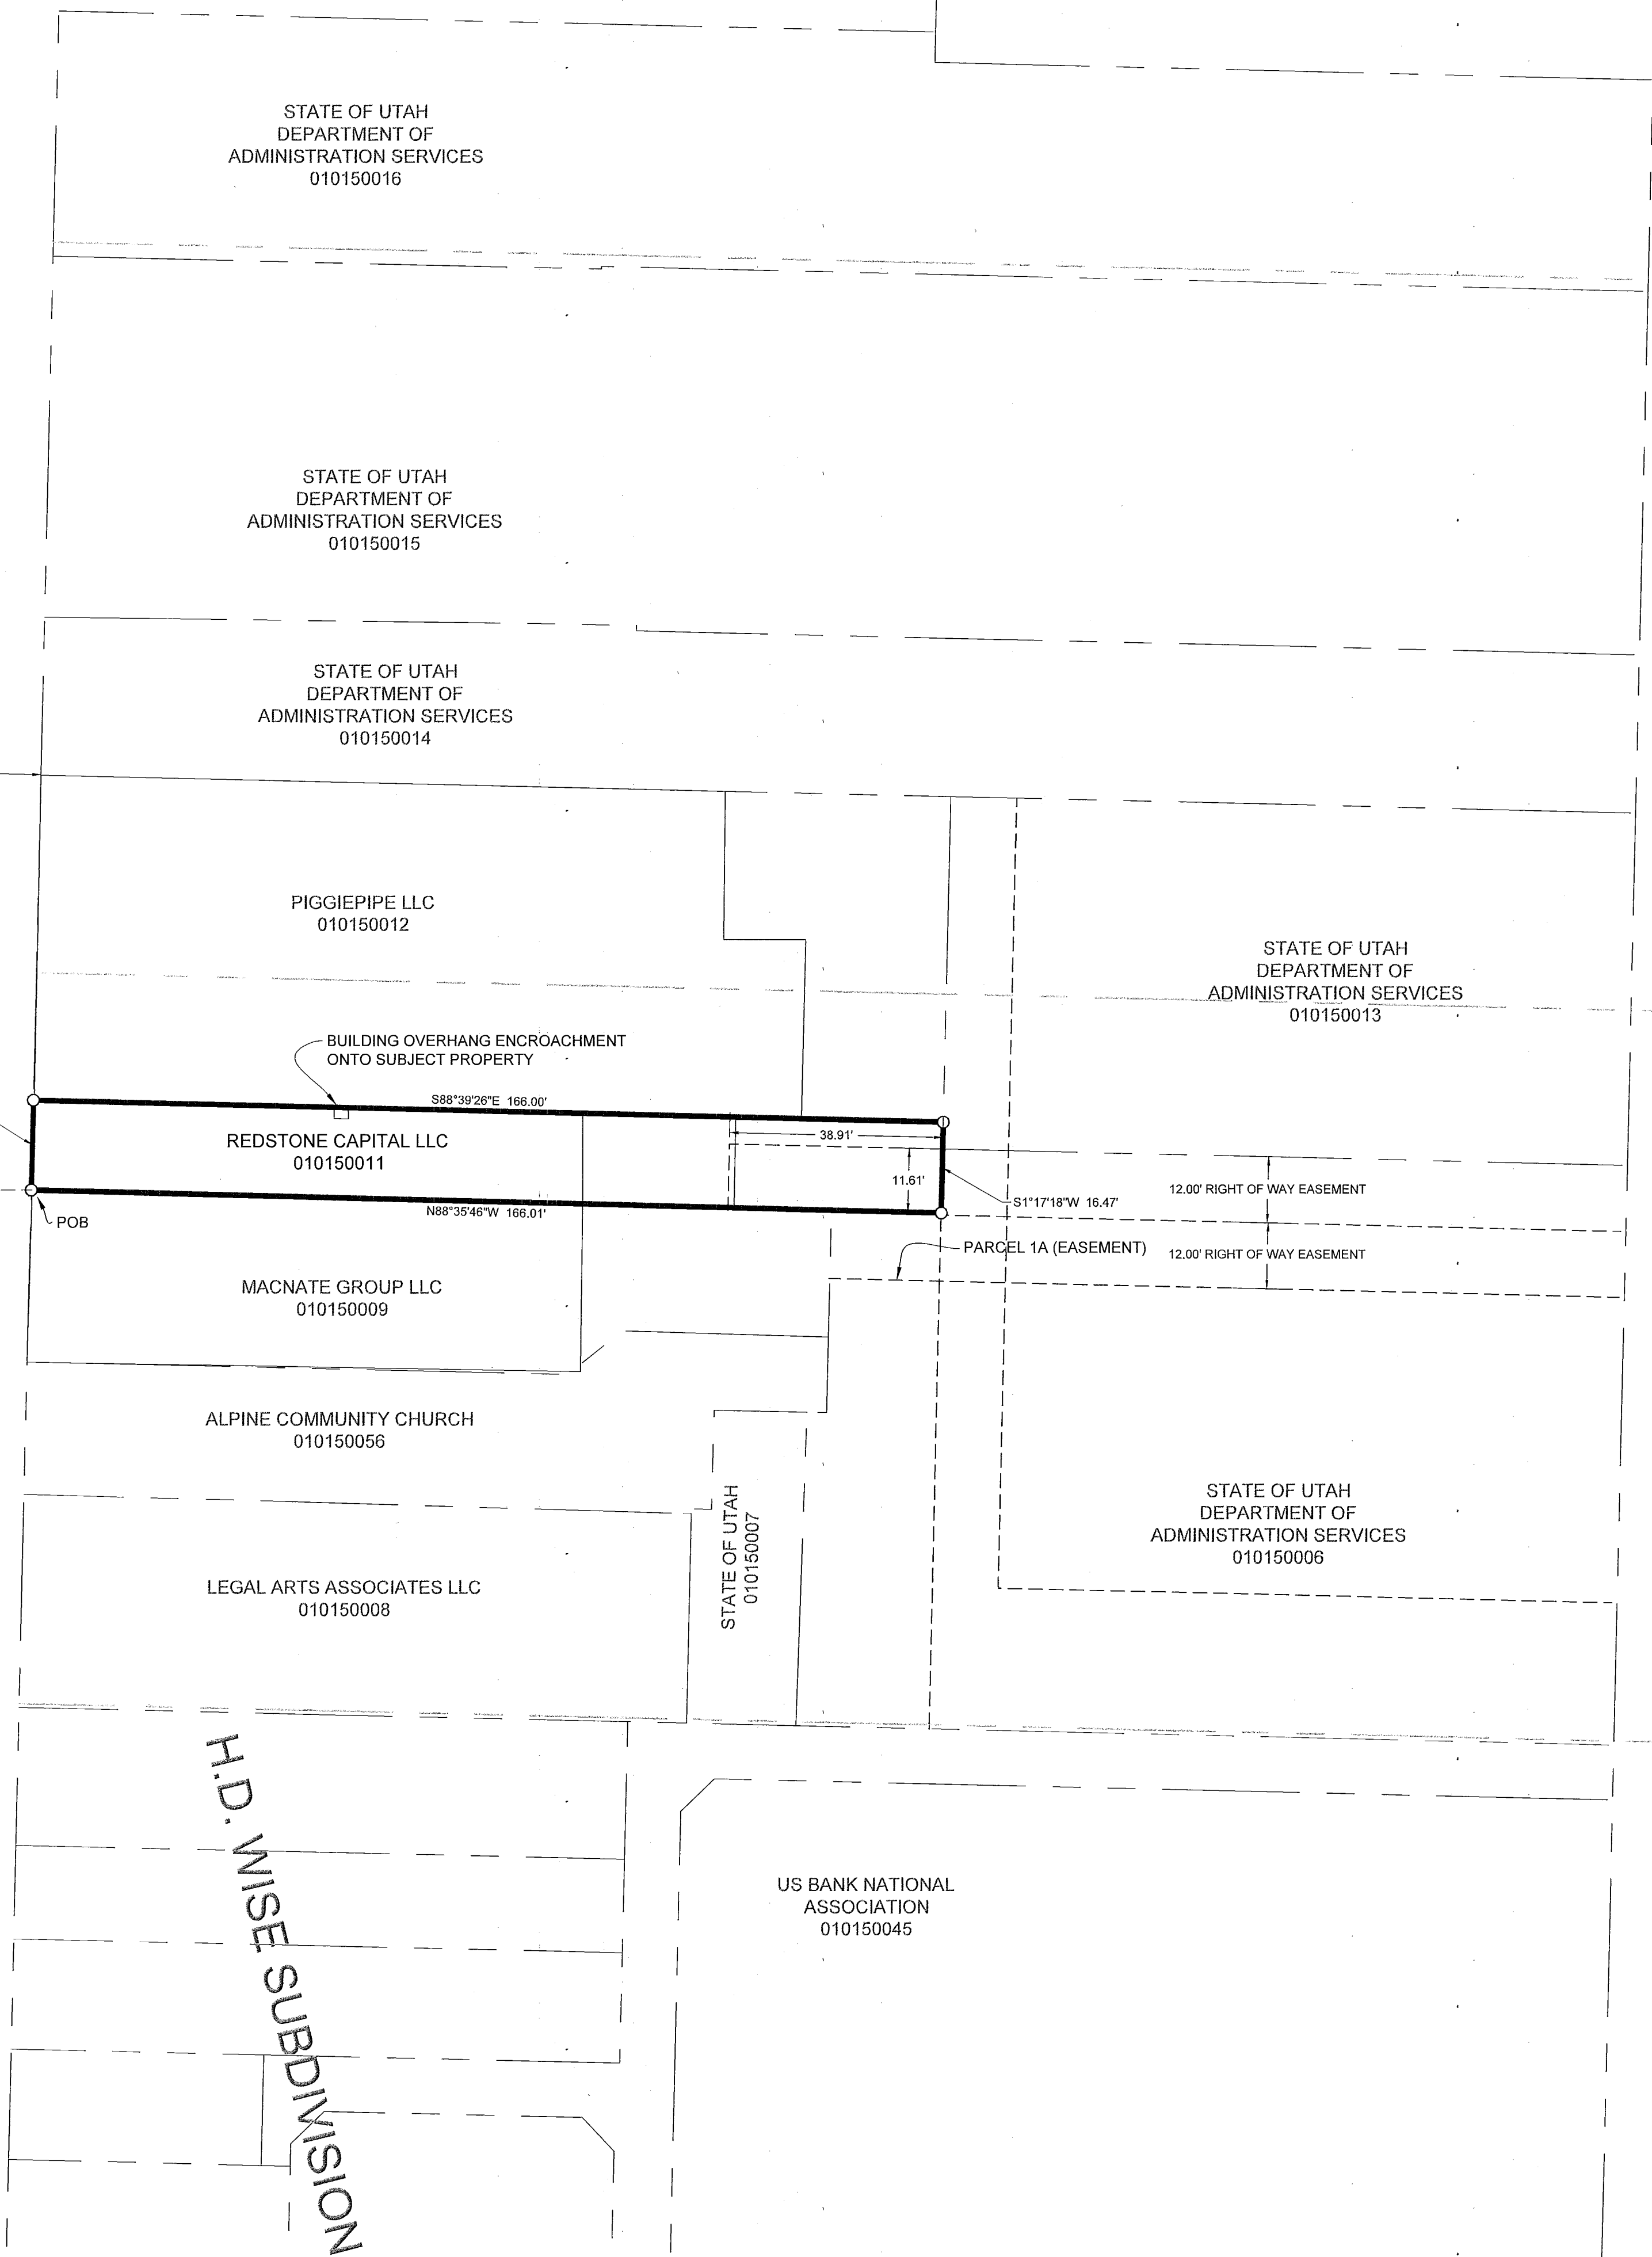 STATE OF UTAH
DEPARTMENT OF
ADMINISTRATION SERVICES
010150016
STATE OF UTAH
DEPARTMENT OF
ADMINISTRATION SERVICES
010150015
STATE OF UTAH
DEPARTMENT OF
ADMINISTRATION SERVICES
010150014
PIGGIEPIPE LLC
010150012
STATE OF UTAH
DEPARTMENT OF
ADMINISTRATION SERVICES
010150013
BUILDING OVERHANG ENCROACHMENT
ONTO SUBJECT PROPERTY
S88°39'26"E 166.00'
REDSTONE CAPITAL LLC
010150011
38.91'
11.61'
S1°17'18"W 16.47'
12.00' RIGHT OF WAY EASEMENT
N88°35'46"W 166.01'
POB
PARCEL 1A (EASEMENT)
12.00' RIGHT OF WAY EASEMENT
MACNATE GROUP LLC
010150009
ALPINE COMMUNITY CHURCH
010150056
STATE OF UTAH
010150007
STATE OF UTAH
DEPARTMENT OF
ADMINISTRATION SERVICES
010150006
LEGAL ARTS ASSOCIATES LLC
010150008
H.D. WISE SUBDIVISION
US BANK NATIONAL
ASSOCIATION
010150045